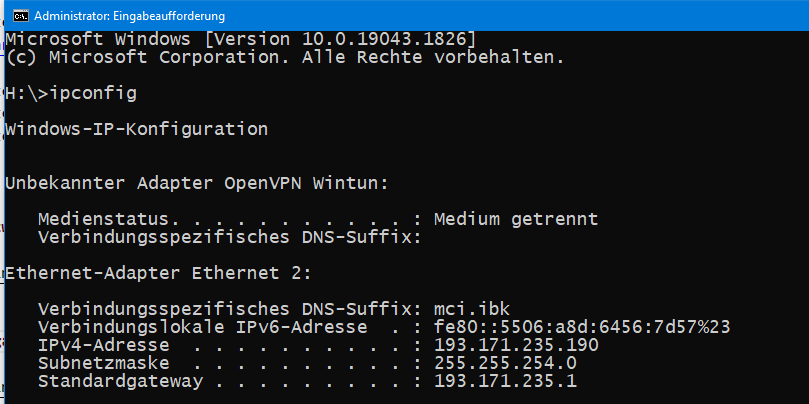 Administrator: Eingabeaufforderung
Microsoft Windows [Version 10.0.19043.1826]
(c) Microsoft Corporation. Alle Rechte vorbehalten.
H:\>ipconfig
Windows-IP-Konfiguration
Unbekannter Adapter OpenVPN Wintun:
Medienstatus. . . . . . . . . . . : Medium getrennt
Verbindungsspezifisches DNS-Suffix:
Ethernet-Adapter Ethernet 2:
Verbindungsspezifisches DNS-Suffix: mci.ibk
Verbindungslokale IPv6-Adresse  . : fe80::5506:a8d:6456:7d57%23
IPv4-Adresse  . . . . . . . . . . : 193.171.235.190
Subnetzmaske  . . . . . . . . . . : 255.255.254.0
Standardgateway . . . . . . . . . : 193.171.235.1